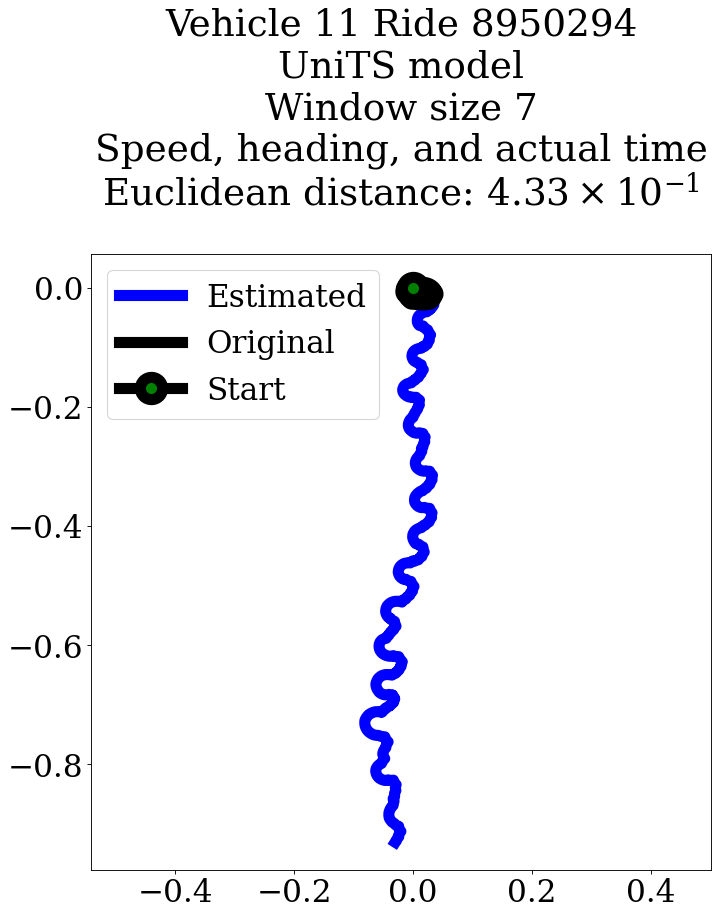 Vehicle 11 Ride 8950294
UniTS model
Window size 7
Speed, heading, and actual time
Euclidean distance: 4.33 × 10⁻¹
Estimated
Original
Start
0.0
−0.2
−0.4
−0.6
−0.8
−0.4 −0.2 0.0 0.2 0.4